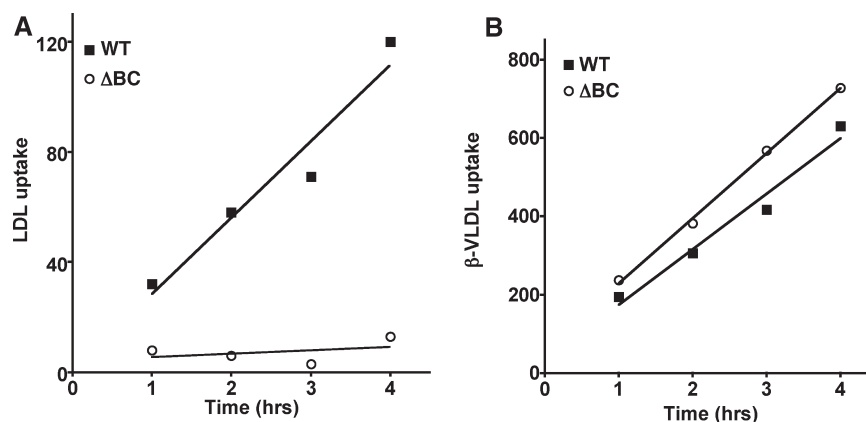 A
LDL uptake
120
80
40
0
WT
ΔBC
0 1 2 3 4
Time (hrs)
B
β-VLDL uptake
800
600
400
200
0
WT
ΔBC
0 1 2 3 4
Time (hrs)